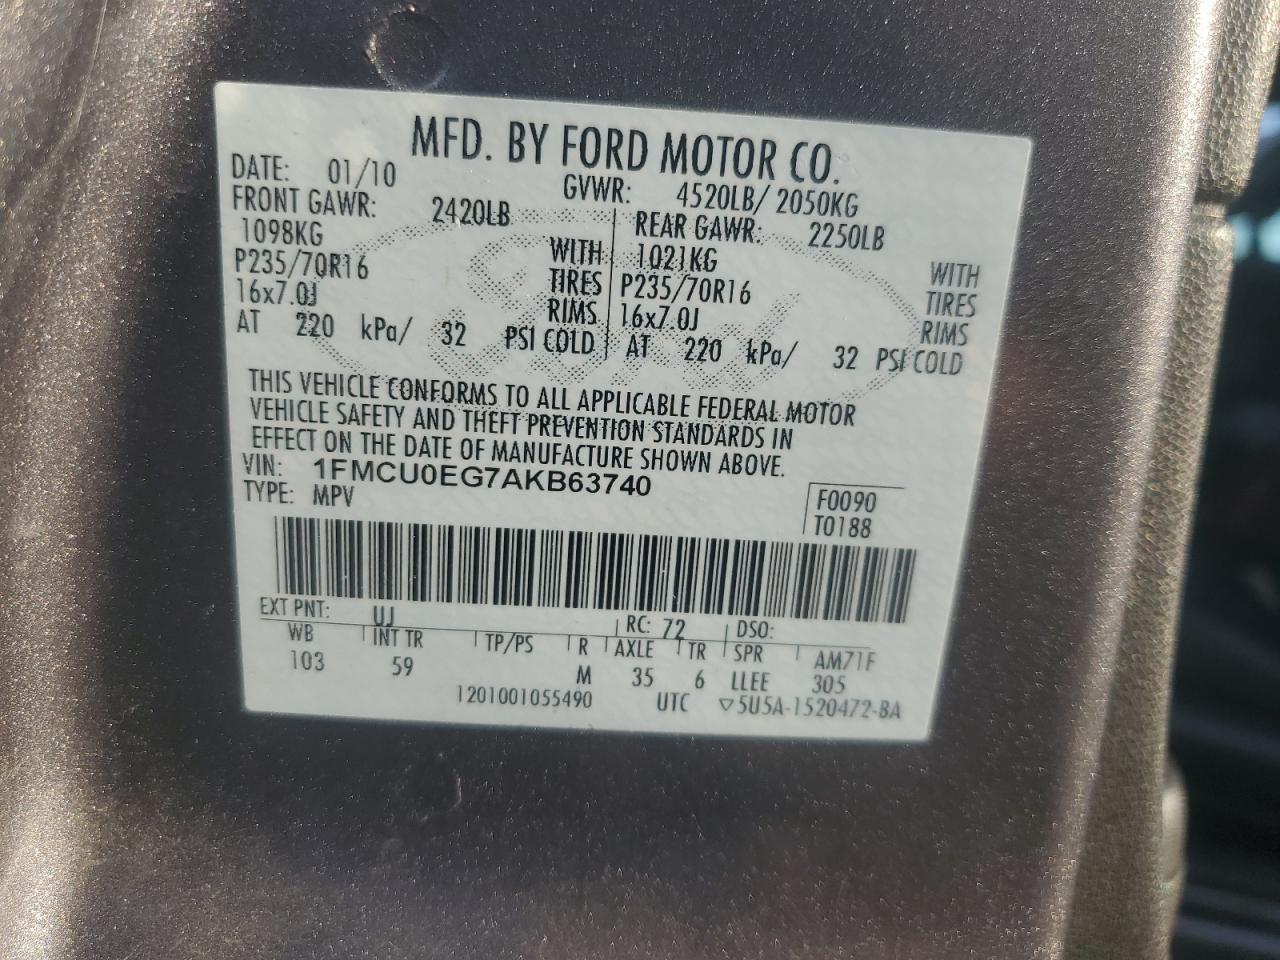 MFD. BY FORD MOTOR CO.
DATE: 01/10 GVWR: 4520LB/ 2050KG
FRONT GAWR: 2420LB REAR GAWR: 2250LB
1098KG WITH 1021KG WITH
P235/70R16 TIRES P235/70R16 TIRES
16x7.0J RIMS 16x7.0J RIMS
AT 220 kPa/ 32 PSI COLD AT 220 kPa/ 32 PSI COLD
THIS VEHICLE CONFORMS TO ALL APPLICABLE FEDERAL MOTOR
VEHICLE SAFETY AND THEFT PREVENTION STANDARDS IN
EFFECT ON THE DATE OF MANUFACTURE SHOWN ABOVE.
VIN: 1FMCU0EG7AKB63740
TYPE: MPV F0090
T0188
EXT PNT: UJ RC: 72 DSO:
WB INT TR TP/PS R AXLE TR SPR AM71F
103 59 M 35 6 LLEE 305
1201001055490 UTC ▽5U5A-1520472-BA